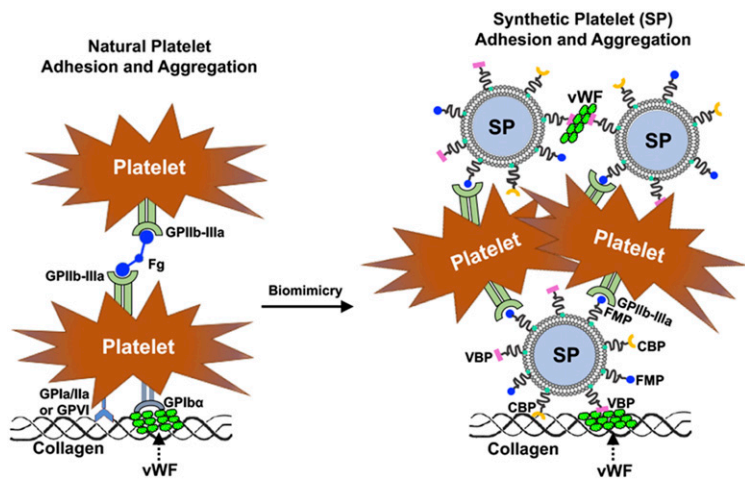 Natural Platelet
Adhesion and Aggregation
Platelet
GPIIb-IIIa
Fg
GPIIb-IIIa
Platelet
GPIa/IIa
or GPVI
GPIbα
Collagen
vWF
Biomimicry
Synthetic Platelet (SP)
Adhesion and Aggregation
vWF
SP
SP
Platelet
Platelet
GPIIb-IIIa
FMP
VBP
SP
CBP
FMP
CBP
VBP
Collagen
vWF